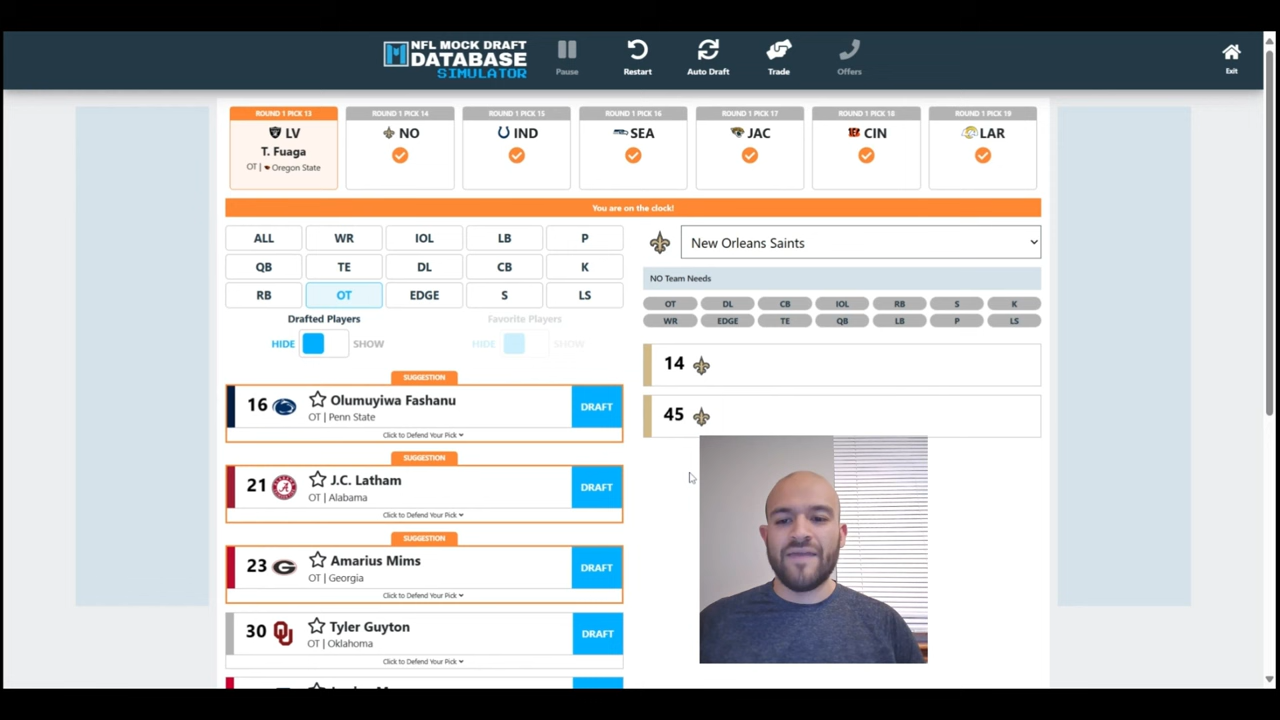 NFL MOCK DRAFT
DATABASE
SIMULATOR
Pause
Restart
Auto Draft
Trade
Offers
Exit
ROUND 1 PICK 13
LV
T. Fuaga
OT | Oregon State
ROUND 1 PICK 14
NO
ROUND 1 PICK 15
IND
ROUND 1 PICK 16
SEA
ROUND 1 PICK 17
JAC
ROUND 1 PICK 18
CIN
ROUND 1 PICK 19
LAR
You are on the clock!
ALL WR IOL LB P
QB TE DL CB K
RB OT EDGE S LS
Drafted Players
HIDE SHOW
Favorite Players
HIDE SHOW
SUGGESTION
16 Olumuyiwa Fashanu
OT | Penn State
DRAFT
Click to Defend Your Pick
SUGGESTION
21 J.C. Latham
OT | Alabama
DRAFT
Click to Defend Your Pick
SUGGESTION
23 Amarius Mims
OT | Georgia
DRAFT
Click to Defend Your Pick
30 Tyler Guyton
OT | Oklahoma
DRAFT
Click to Defend Your Pick
New Orleans Saints
NO Team Needs
OT DL CB IOL RB S K
WR EDGE TE QB LB P LS
14
45